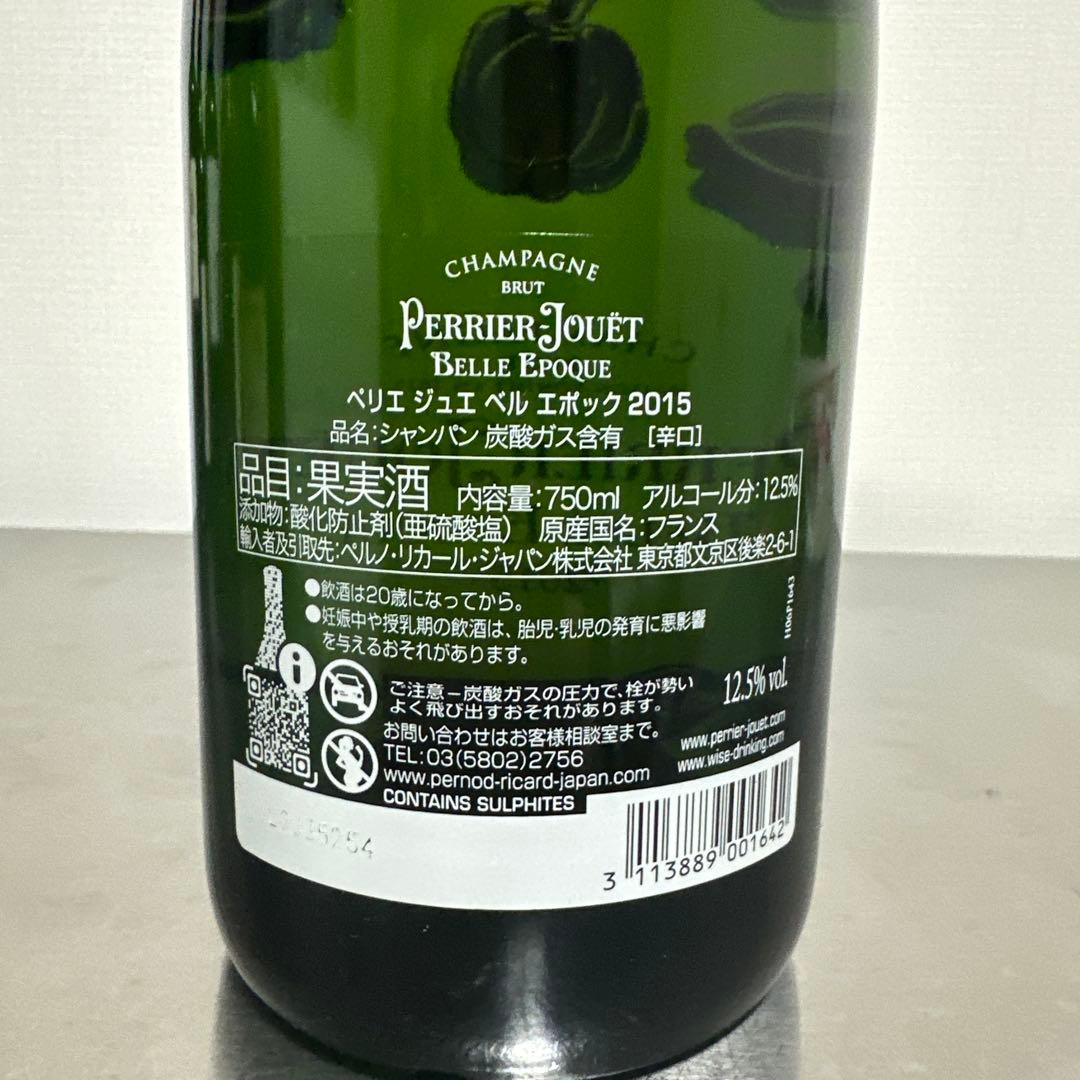 CHAMPAGNE
BRUT
PERRIER-JOUËT
BELLE EPOQUE
ペリエ ジュエ ベル エポック 2015
品名:シャンパン 炭酸ガス含有 [辛口]
品目:果実酒 内容量:750ml アルコール分:12.5%
添加物:酸化防止剤(亜硫酸塩) 原産国名:フランス
輸入者及引取先:ペルノ・リカール・ジャパン株式会社 東京都文京区後楽2-6-1
●飲酒は20歳になってから。
●妊娠中や授乳期の飲酒は、胎児・乳児の発育に悪影響
を与えるおそれがあります。
H06P1643
i
ご注意－炭酸ガスの圧力で、栓が勢い
よく飛び出すおそれがあります。
12.5% vol.
お問い合わせはお客様相談室まで。
TEL:03(5802)2756
www.pernod-ricard-japan.com
www.perrier-jouet.com
www.wise-drinking.com
CONTAINS SULPHITES
3 113889 001642